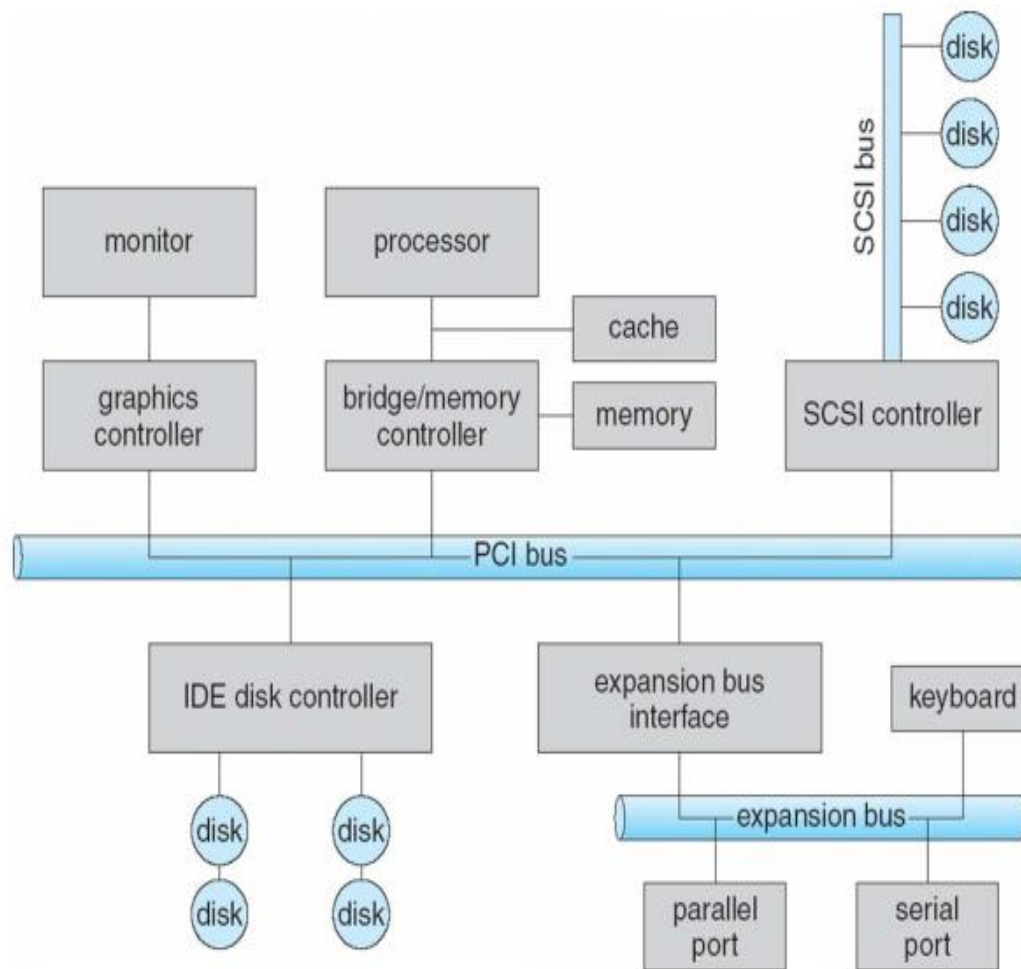 disk
disk
SCSI bus
disk
disk
monitor
processor
cache
graphics
controller
bridge/memory
controller
memory
SCSI controller
PCI bus
IDE disk controller
expansion bus
interface
keyboard
disk
disk
expansion bus
disk
disk
parallel
port
serial
port